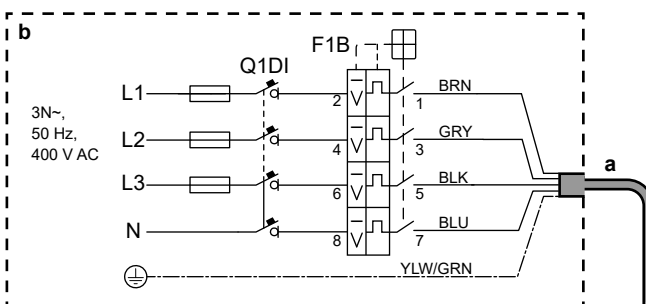 b
F1B
Q1DI
3N~,
50 Hz,
400 V AC
L1
2
1
BRN
L2
4
3
GRY
L3
6
5
BLK
N
8
7
BLU
YLW/GRN
a